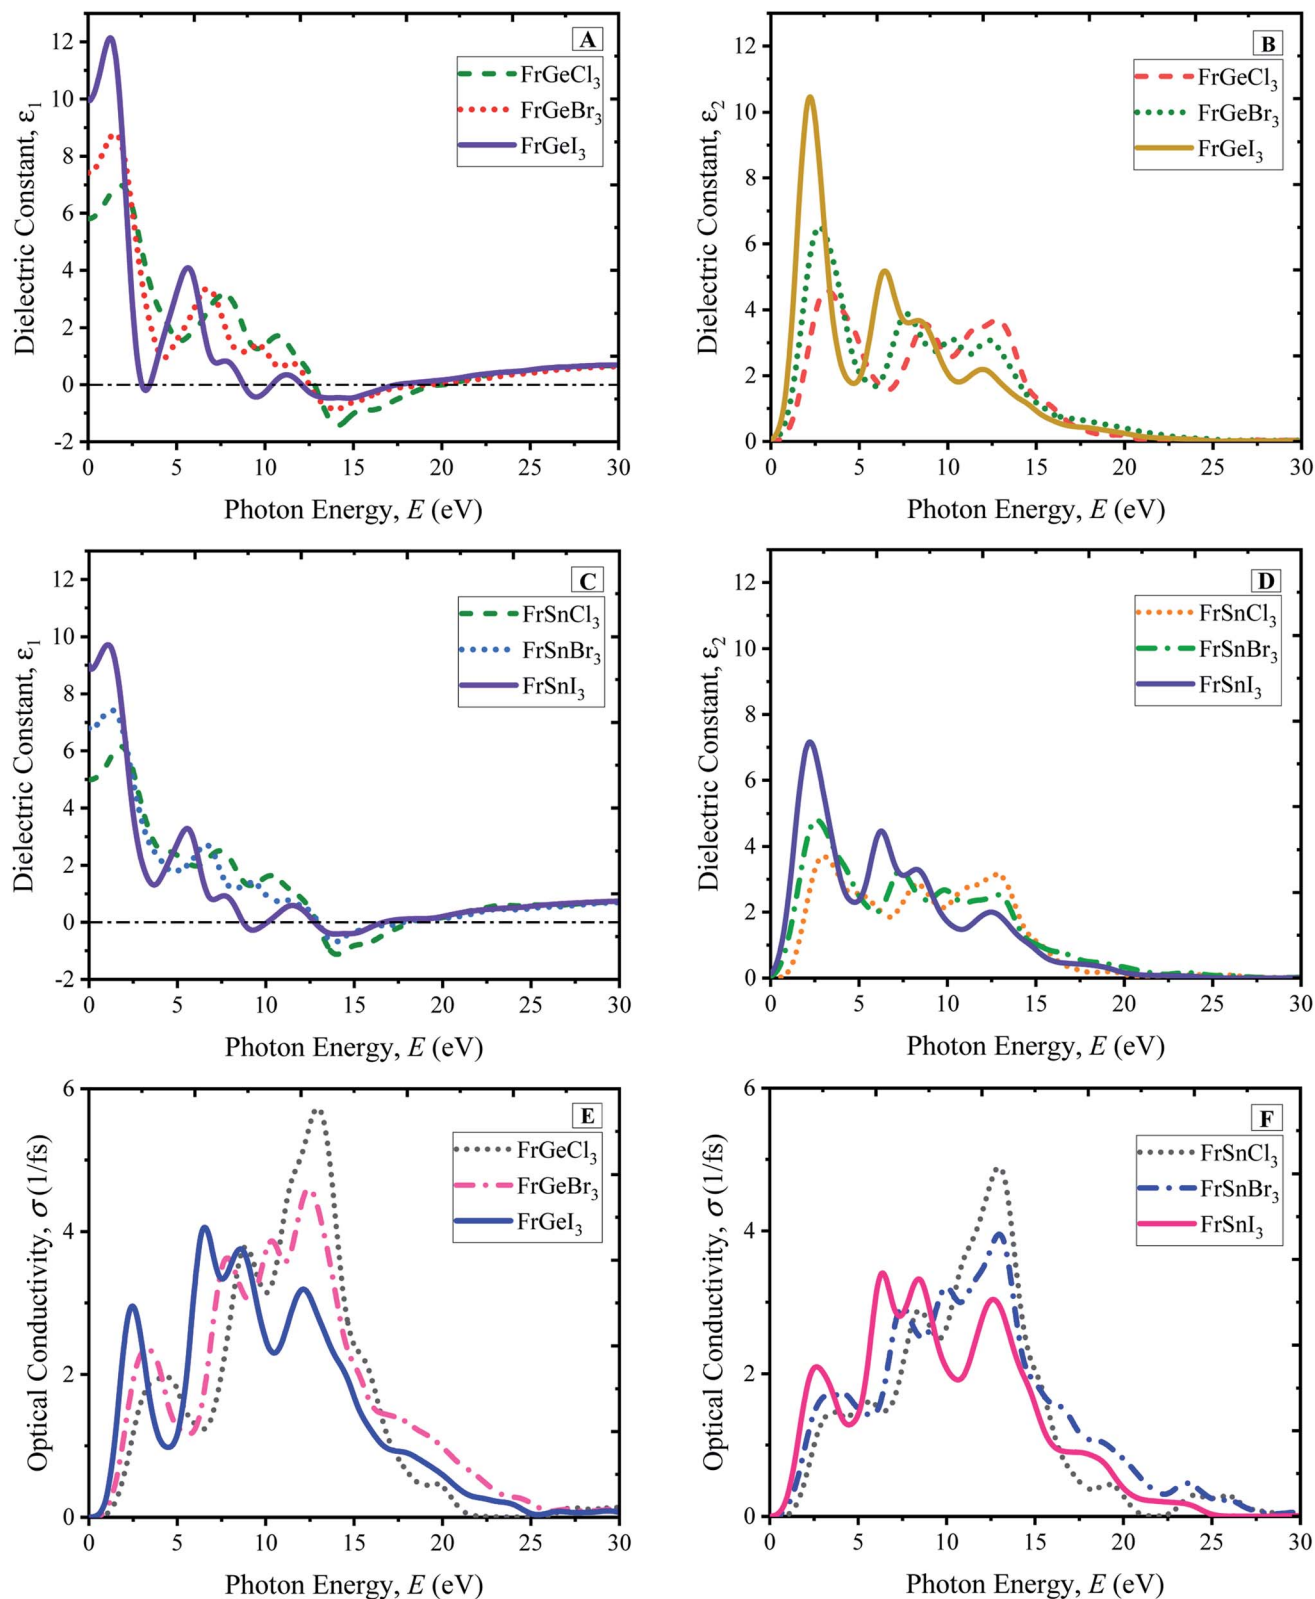 A
FrGeCl₃
FrGeBr₃
FrGeI₃
12
10
8
6
4
2
0
-2
Dielectric Constant, ε₁
0 5 10 15 20 25 30
Photon Energy, E (eV)
B
FrGeCl₃
FrGeBr₃
FrGeI₃
12
10
8
6
4
2
0
Dielectric Constant, ε₂
0 5 10 15 20 25 30
Photon Energy, E (eV)
C
FrSnCl₃
FrSnBr₃
FrSnI₃
12
10
8
6
4
2
0
-2
Dielectric Constant, ε₁
0 5 10 15 20 25 30
Photon Energy, E (eV)
D
FrSnCl₃
FrSnBr₃
FrSnI₃
12
10
8
6
4
2
0
Dielectric Constant, ε₂
0 5 10 15 20 25 30
Photon Energy, E (eV)
E
FrGeCl₃
FrGeBr₃
FrGeI₃
6
4
2
0
Optical Conductivity, σ (1/fs)
0 5 10 15 20 25 30
Photon Energy, E (eV)
F
FrSnCl₃
FrSnBr₃
FrSnI₃
6
4
2
0
Optical Conductivity, σ (1/fs)
0 5 10 15 20 25 30
Photon Energy, E (eV)